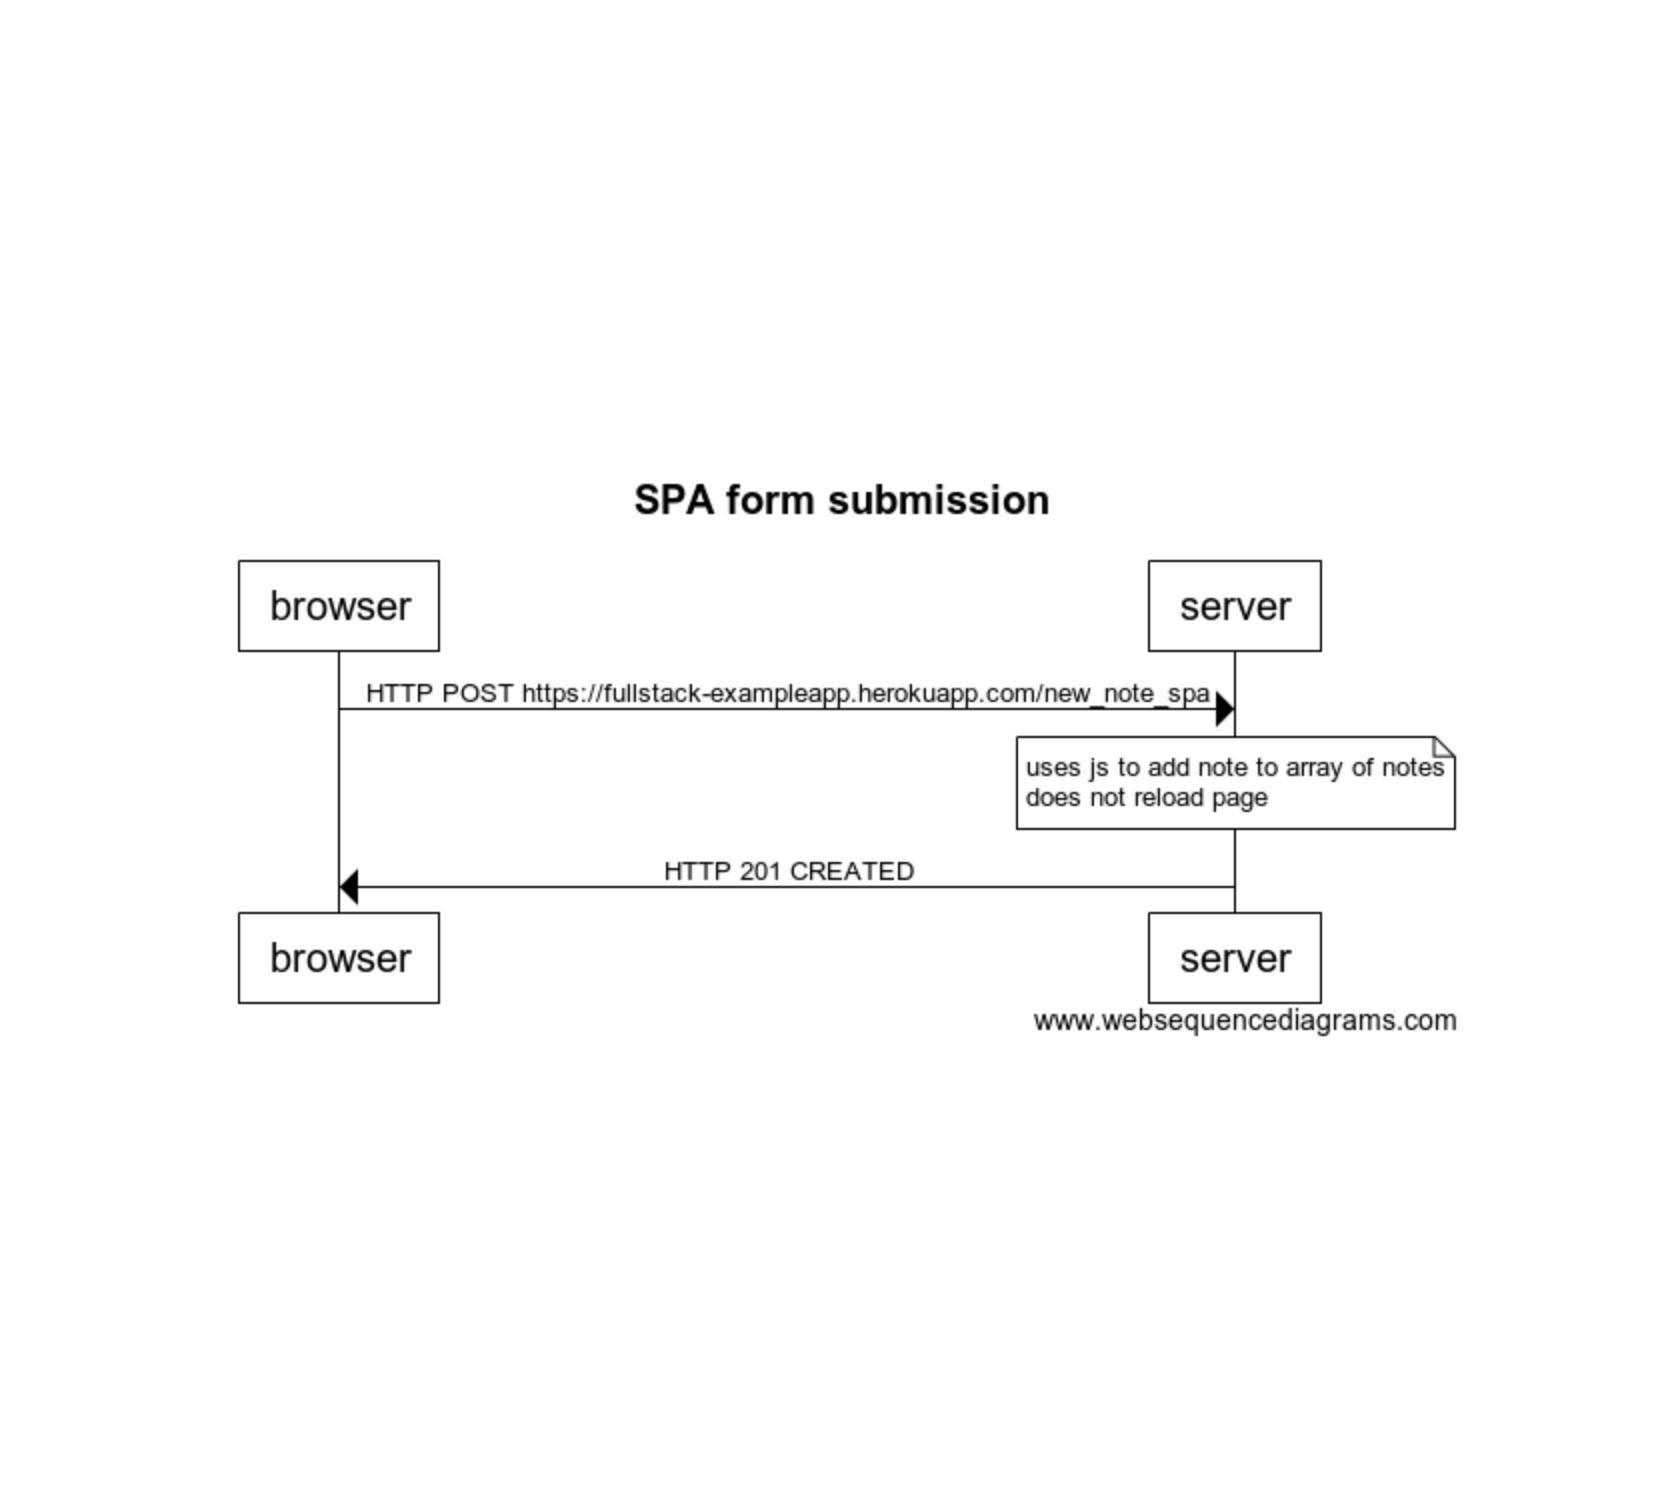 SPA form submission
browser
server
HTTP POST https://fullstack-exampleapp.herokuapp.com/new_note_spa
uses js to add note to array of notes
does not reload page
HTTP 201 CREATED
browser
server
www.websequencediagrams.com